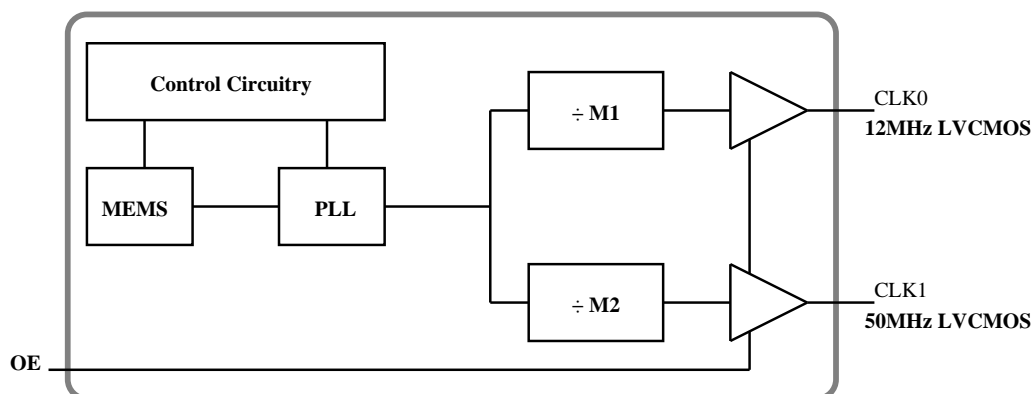 Control Circuitry
MEMS
PLL
÷ M1
÷ M2
CLK0
12MHz LVCMOS
CLK1
50MHz LVCMOS
OE